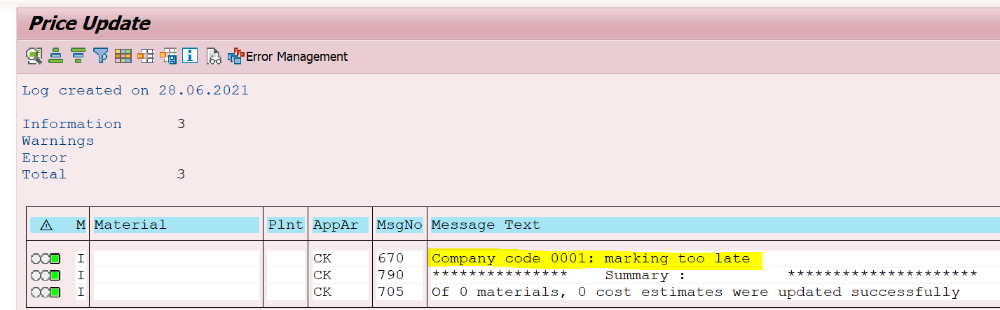 Price Update
Error Management
Log created on 28.06.2021
Information 3
Warnings
Error
Total 3
M Material Plnt AppAr MsgNo Message Text
I CK 670 Company code 0001: marking too late
I CK 790 *************** Summary : *********************
I CK 705 Of 0 materials, 0 cost estimates were updated successfully